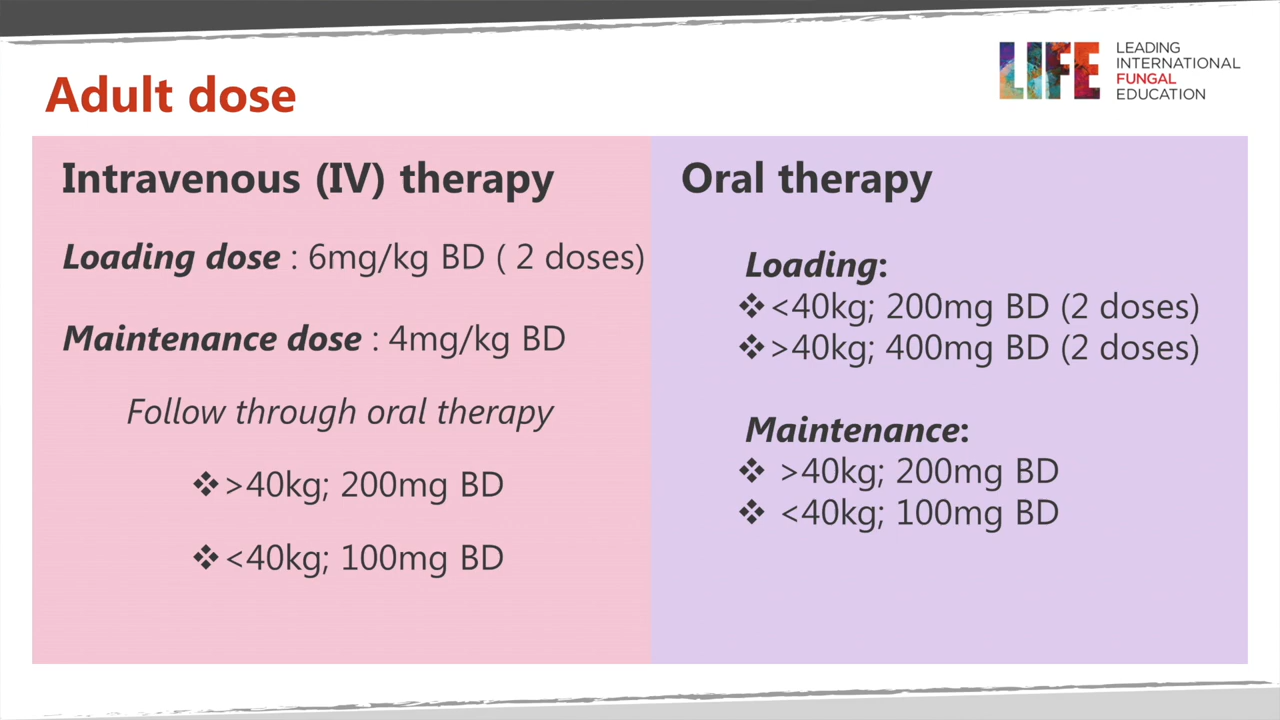 Adult dose
LIFE
LEADING
INTERNATIONAL
FUNGAL
EDUCATION
Intravenous (IV) therapy
Loading dose : 6mg/kg BD ( 2 doses)
Maintenance dose : 4mg/kg BD
Follow through oral therapy
❖>40kg; 200mg BD
❖<40kg; 100mg BD
Oral therapy
Loading:
❖<40kg; 200mg BD (2 doses)
❖>40kg; 400mg BD (2 doses)
Maintenance:
❖ >40kg; 200mg BD
❖ <40kg; 100mg BD